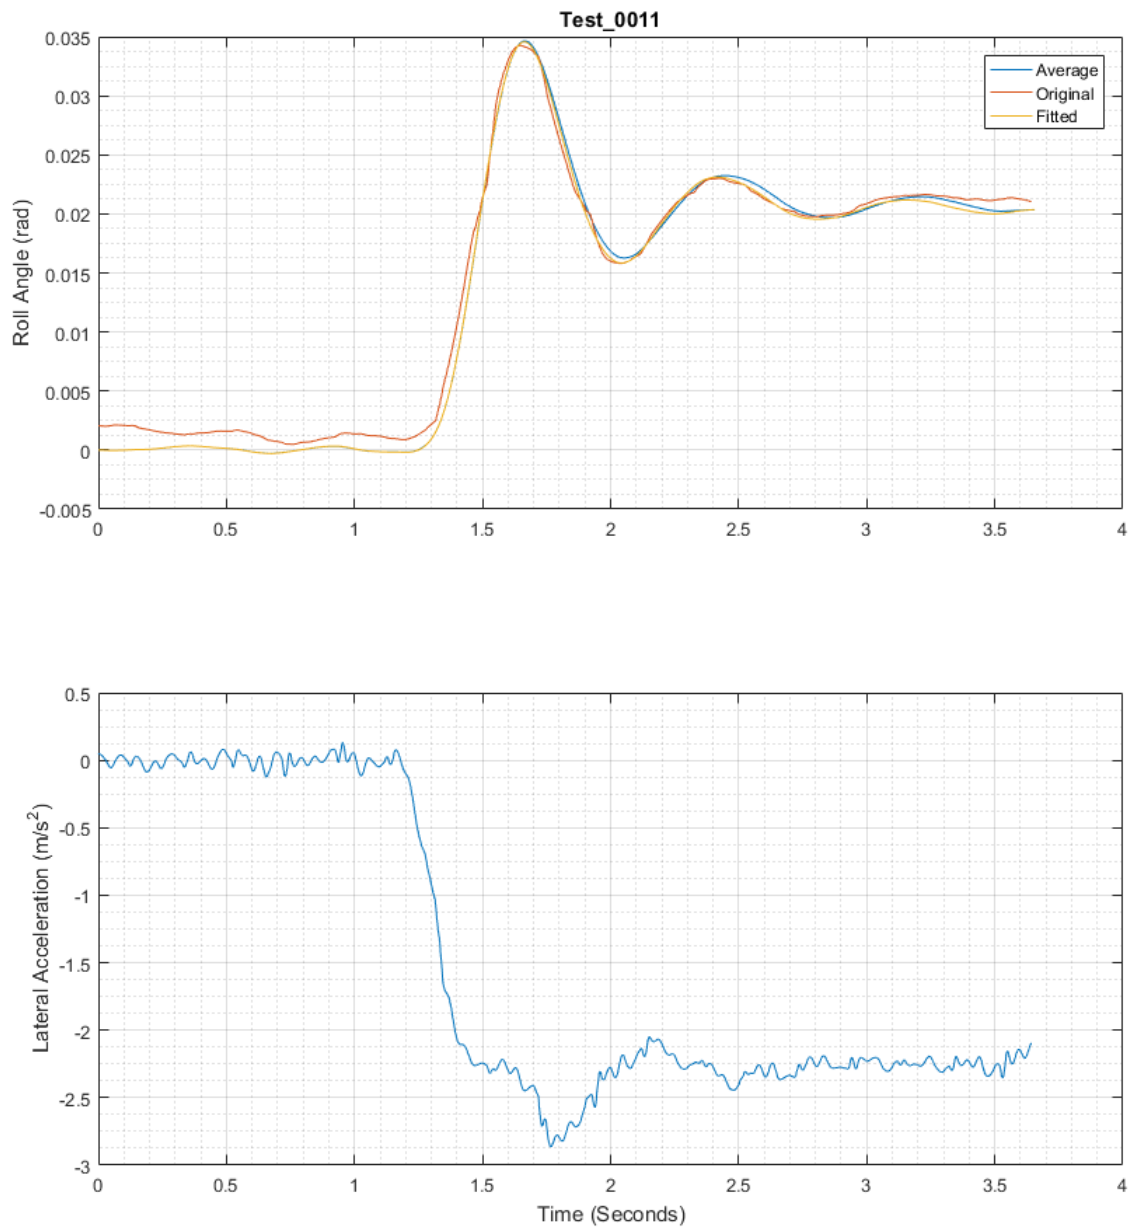 Test_0011
0.035
0.03
0.025
0.02
0.015
0.01
0.005
0
-0.005
Roll Angle (rad)
Average
Original
Fitted
0 0.5 1 1.5 2 2.5 3 3.5 4
0.5
0
-0.5
-1
-1.5
-2
-2.5
-3
Lateral Acceleration (m/s²)
0 0.5 1 1.5 2 2.5 3 3.5 4
Time (Seconds)